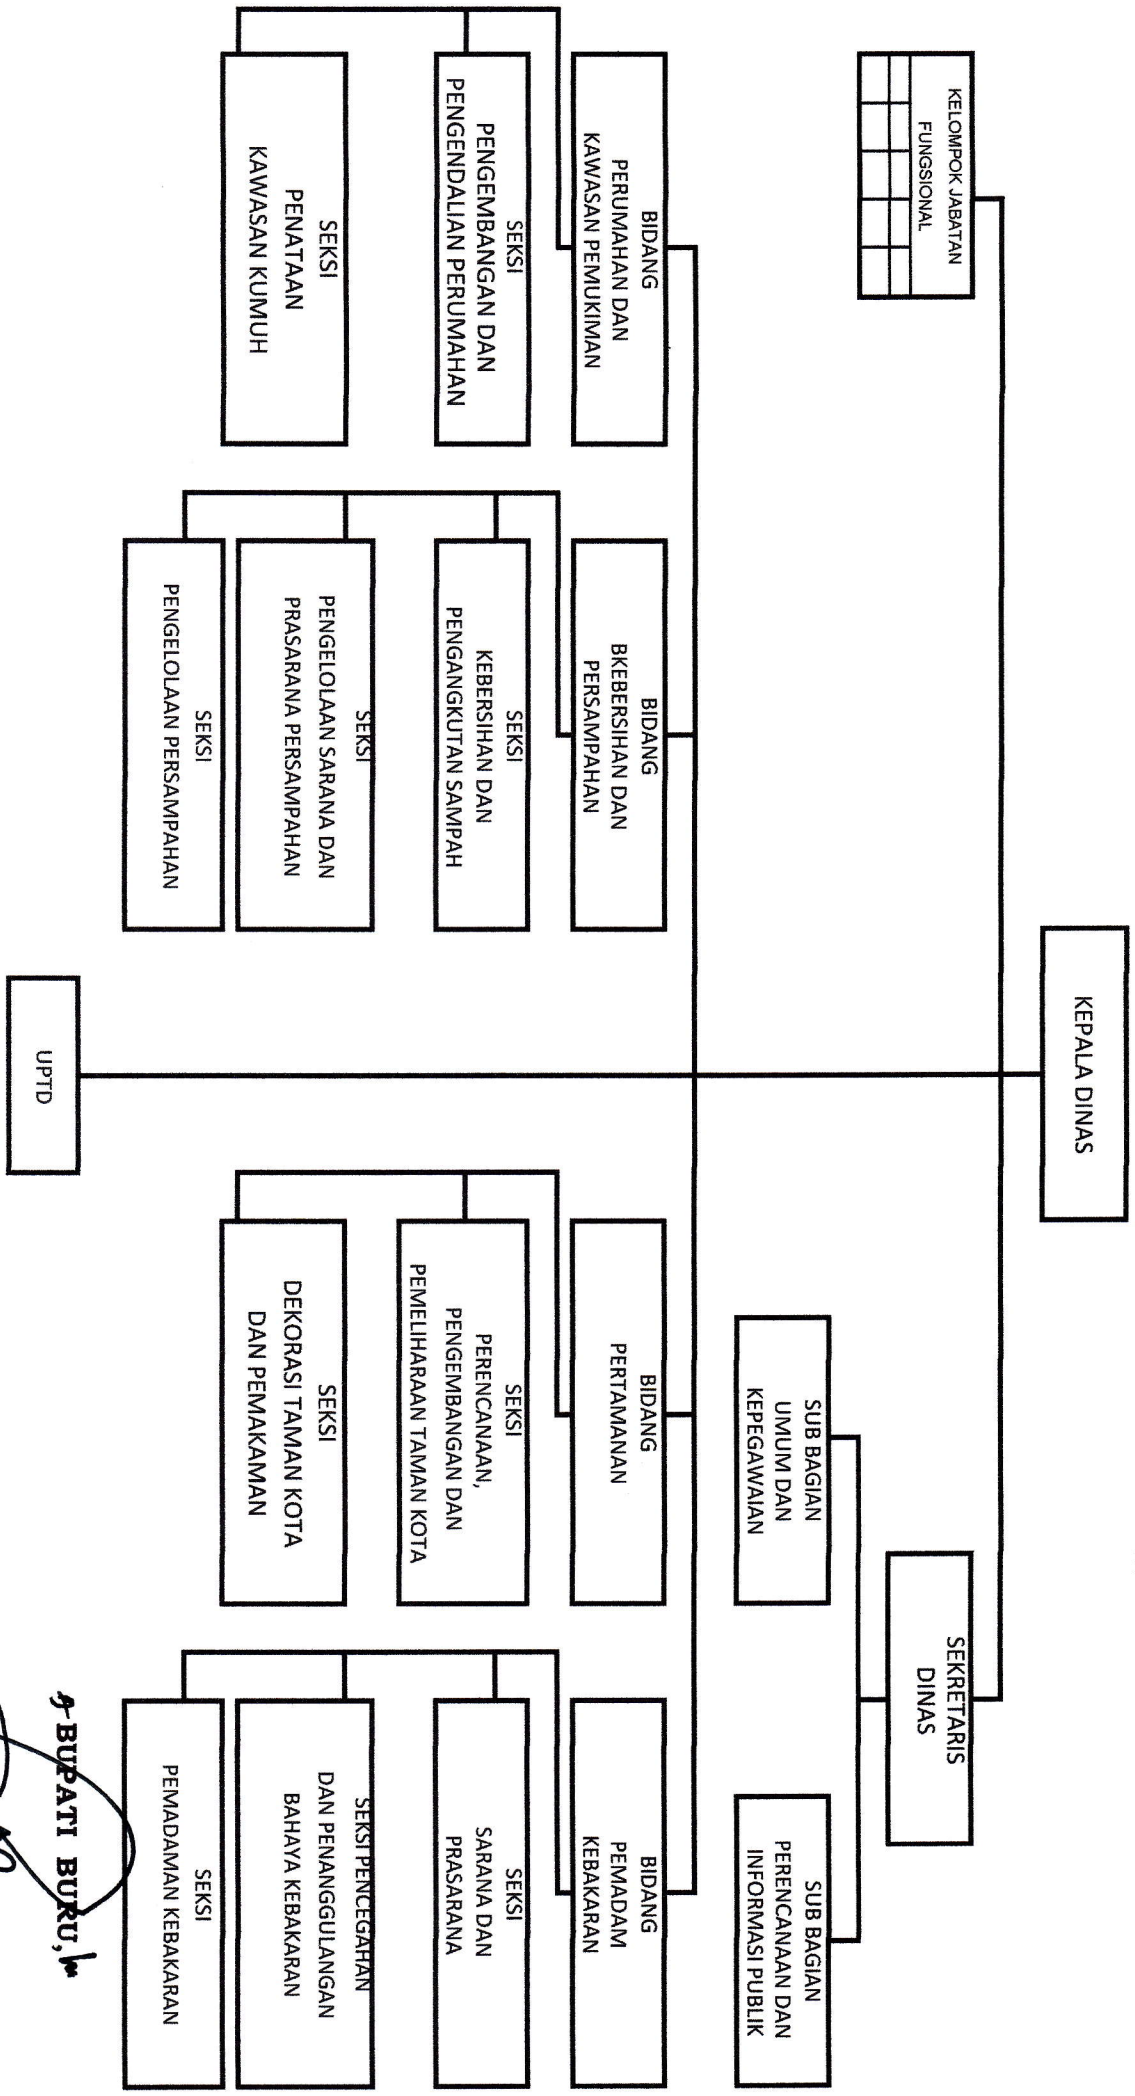 KEPALA DINAS
KELOMPOK JABATAN
FUNGSIONAL
SEKRETARIS
DINAS
SUB BAGIAN
UMUM DAN
KEPEGAWAIAN
SUB BAGIAN
PERENCANAAN DAN
INFORMASI PUBLIK
BIDANG
PERUMAHAN DAN
KAWASAN PEMUKIMAN
SEKSI
PENGEMBANGAN DAN
PENGENDALIAN PERUMAHAN
SEKSI
PENATAAN
KAWASAN KUMUH
BIDANG
BKEBERSIHAN DAN
PERSAMPAHAN
SEKSI
KEBERSIHAN DAN
PENGANGKUTAN SAMPAH
SEKSI
PENGELOLAAN SARANA DAN
PRASARANA PERSAMPAHAN
SEKSI
PENGELOLAAN PERSAMPAHAN
BIDANG
PERTAMANAN
SEKSI
PERENCANAAN,
PENGEMBANGAN DAN
PEMELIHARAAN TAMAN KOTA
SEKSI
DEKORASI TAMAN KOTA
DAN PEMAKAMAN
BIDANG
PEMADAM
KEBAKARAN
SEKSI
SARANA DAN
PRASARANA
SEKSI PENCEGAHAN
DAN PENANGGULANGAN
BAHAYA KEBAKARAN
SEKSI
PEMADAMAN KEBAKARAN
UPTD
BUPATI BURU,